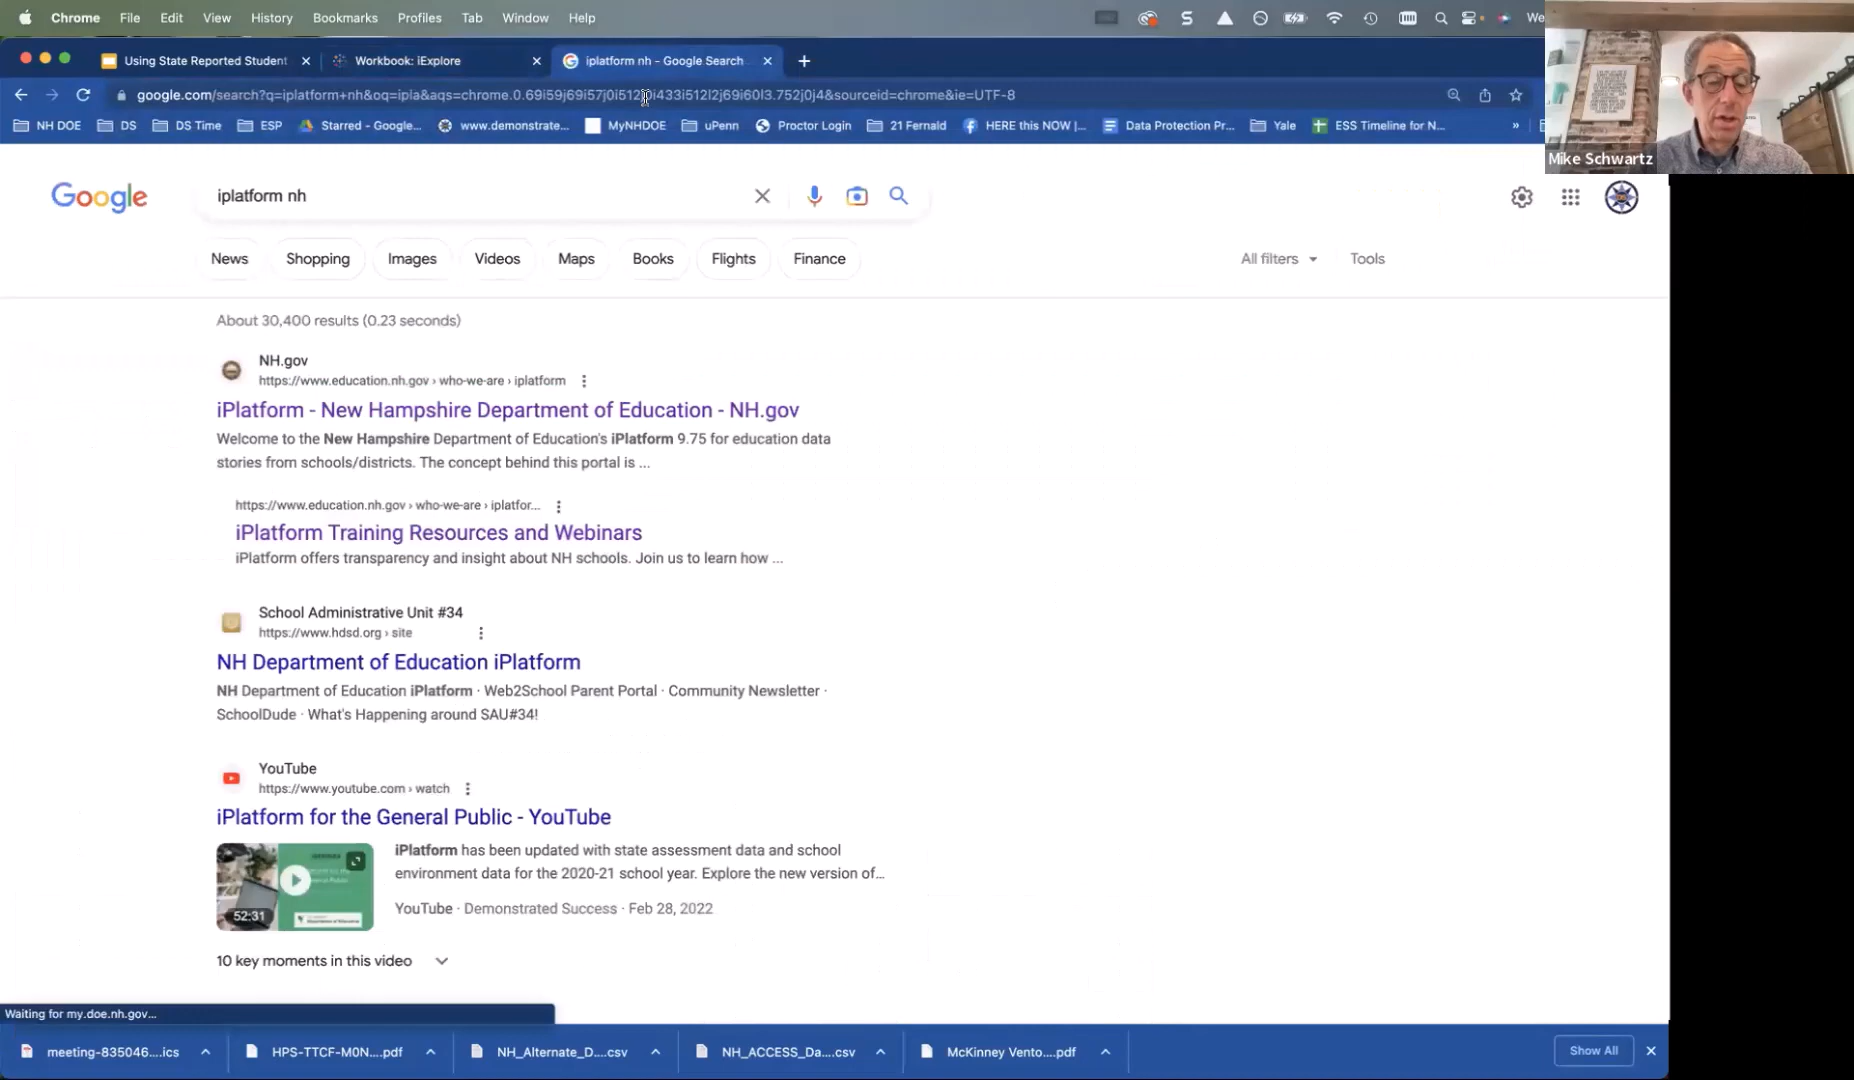 Chrome File Edit View History Bookmarks Profiles Tab Window Help We
Using State Reported Student Workbook: iExplore iplatform nh - Google Search
google.com/search?q=iplatform+nh&oq=ipla&aqs=chrome.0.69i59j69i57j0i512j0i433i512l2j69i60l3.752j0j4&sourceid=chrome&ie=UTF-8
NH DOE DS DS Time ESP Starred - Google... www.demonstrate... MyNHDOE uPenn Proctor Login 21 Fernald HERE this NOW |... Data Protection Pr... Yale ESS Timeline for N... »
Mike Schwartz
Google iplatform nh
News Shopping Images Videos Maps Books Flights Finance All filters Tools
About 30,400 results (0.23 seconds)
NH.gov
https://www.education.nh.gov › who-we-are › iplatform
iPlatform - New Hampshire Department of Education - NH.gov
Welcome to the New Hampshire Department of Education's iPlatform 9.75 for education data
stories from schools/districts. The concept behind this portal is ...
https://www.education.nh.gov › who-we-are › iplatfor...
iPlatform Training Resources and Webinars
iPlatform offers transparency and insight about NH schools. Join us to learn how ...
School Administrative Unit #34
https://www.hdsd.org › site
NH Department of Education iPlatform
NH Department of Education iPlatform · Web2School Parent Portal · Community Newsletter ·
SchoolDude · What's Happening around SAU#34!
YouTube
https://www.youtube.com › watch
iPlatform for the General Public - YouTube
iPlatform has been updated with state assessment data and school
environment data for the 2020-21 school year. Explore the new version of...
52:31
YouTube · Demonstrated Success · Feb 28, 2022
10 key moments in this video
Waiting for my.doe.nh.gov...
meeting-835046....ics HPS-TTCF-M0N....pdf NH_Alternate_D....csv NH_ACCESS_Da....csv McKinney Vento....pdf Show All